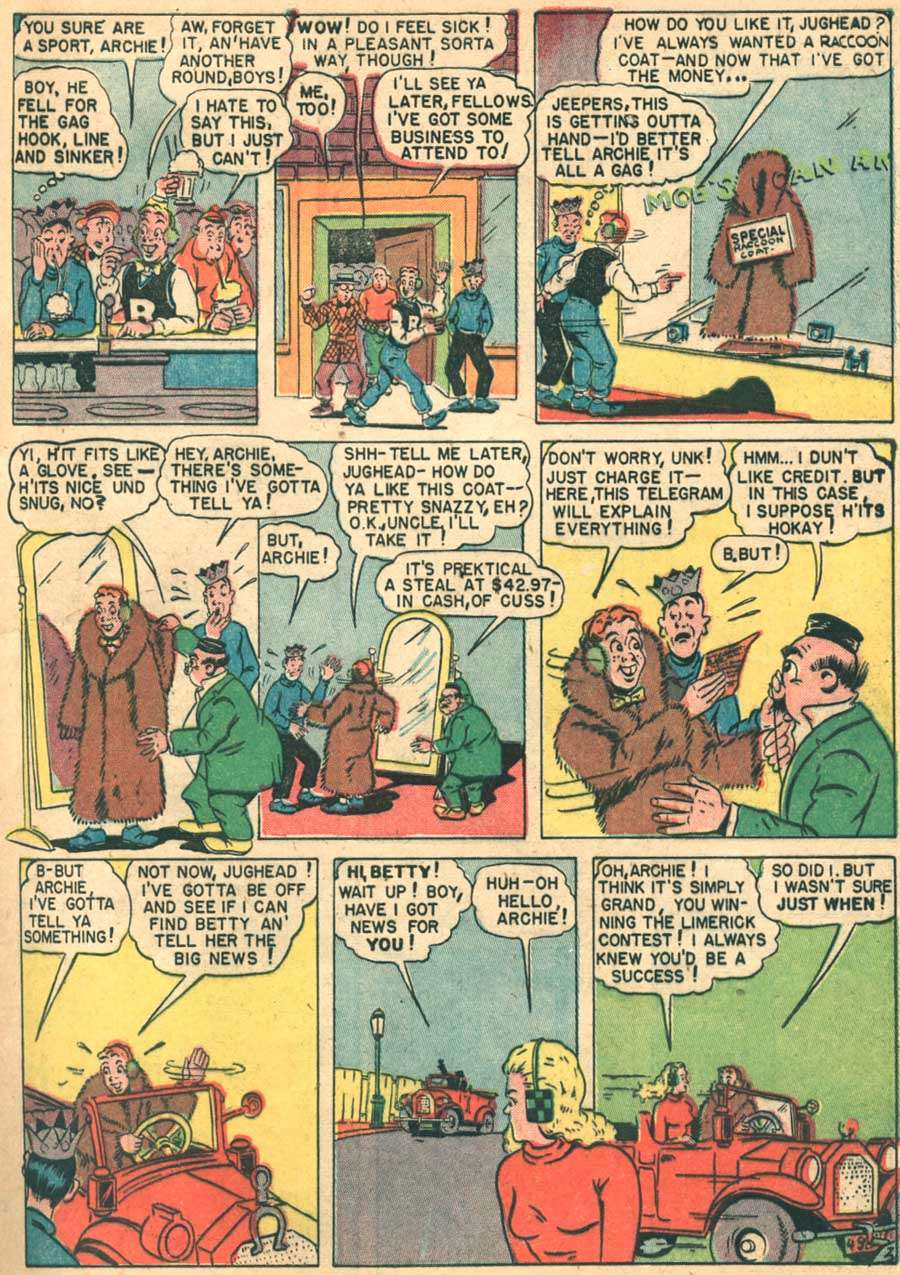 YOU SURE ARE
A SPORT, ARCHIE!
AW, FORGET
IT, AN' HAVE
ANOTHER
ROUND, BOYS!
BOY, HE
FELL FOR
THE GAG
HOOK, LINE
AND SINKER!
I HATE TO
SAY THIS,
BUT I JUST
CAN'T!
B
WOW! DO I FEEL SICK!
IN A PLEASANT, SORTA
WAY, THOUGH!
ME,
TOO!
I'LL SEE YA
LATER, FELLOWS.
I'VE GOT SOME
BUSINESS TO
ATTEND TO!
HOW DO YOU LIKE IT, JUGHEAD?
I'VE ALWAYS WANTED A RACCOON
COAT—AND NOW THAT I'VE GOT
THE MONEY...
JEEPERS, THIS
IS GETTING OUTTA
HAND—I'D BETTER
TELL ARCHIE, IT'S
ALL A GAG!
MOE'S OAN AN
SPECIAL
RACCOON
COAT-
YI, H'IT FITS LIKE
A GLOVE. SEE —
H'ITS NICE UND
SNUG, NO?
HEY, ARCHIE,
THERE'S SOME-
THING I'VE GOTTA
TELL YA!
BUT,
ARCHIE!
SHH- TELL ME LATER,
JUGHEAD- HOW DO
YA LIKE THIS COAT--
PRETTY SNAZZY, EH?
O.K., UNCLE, I'LL
TAKE IT!
IT'S PREKTICAL
A STEAL AT $42.97-
IN CASH, OF CUSS!
DON'T WORRY, UNK!
JUST CHARGE IT—
HERE, THIS TELEGRAM
WILL EXPLAIN
EVERYTHING!
B.BUT!
HMM... I DUN'T
LIKE CREDIT. BUT
IN THIS CASE,
I SUPPOSE H'ITS
HOKAY!
B-BUT
ARCHIE,
I'VE GOTTA
TELL YA
SOMETHING!
NOT NOW, JUGHEAD!
I'VE GOTTA BE OFF
AND SEE IF I CAN
FIND BETTY AN'
TELL HER THE
BIG NEWS!
HI, BETTY!
WAIT UP! BOY,
HAVE I GOT
NEWS FOR
YOU!
HUH-OH
HELLO,
ARCHIE!
OH, ARCHIE! I
THINK IT'S SIMPLY
GRAND, YOU WIN-
NING THE LIMERICK
CONTEST! I ALWAYS
KNEW YOU'D BE A
SUCCESS!
SO DID I. BUT
I WASN'T SURE
JUST WHEN!